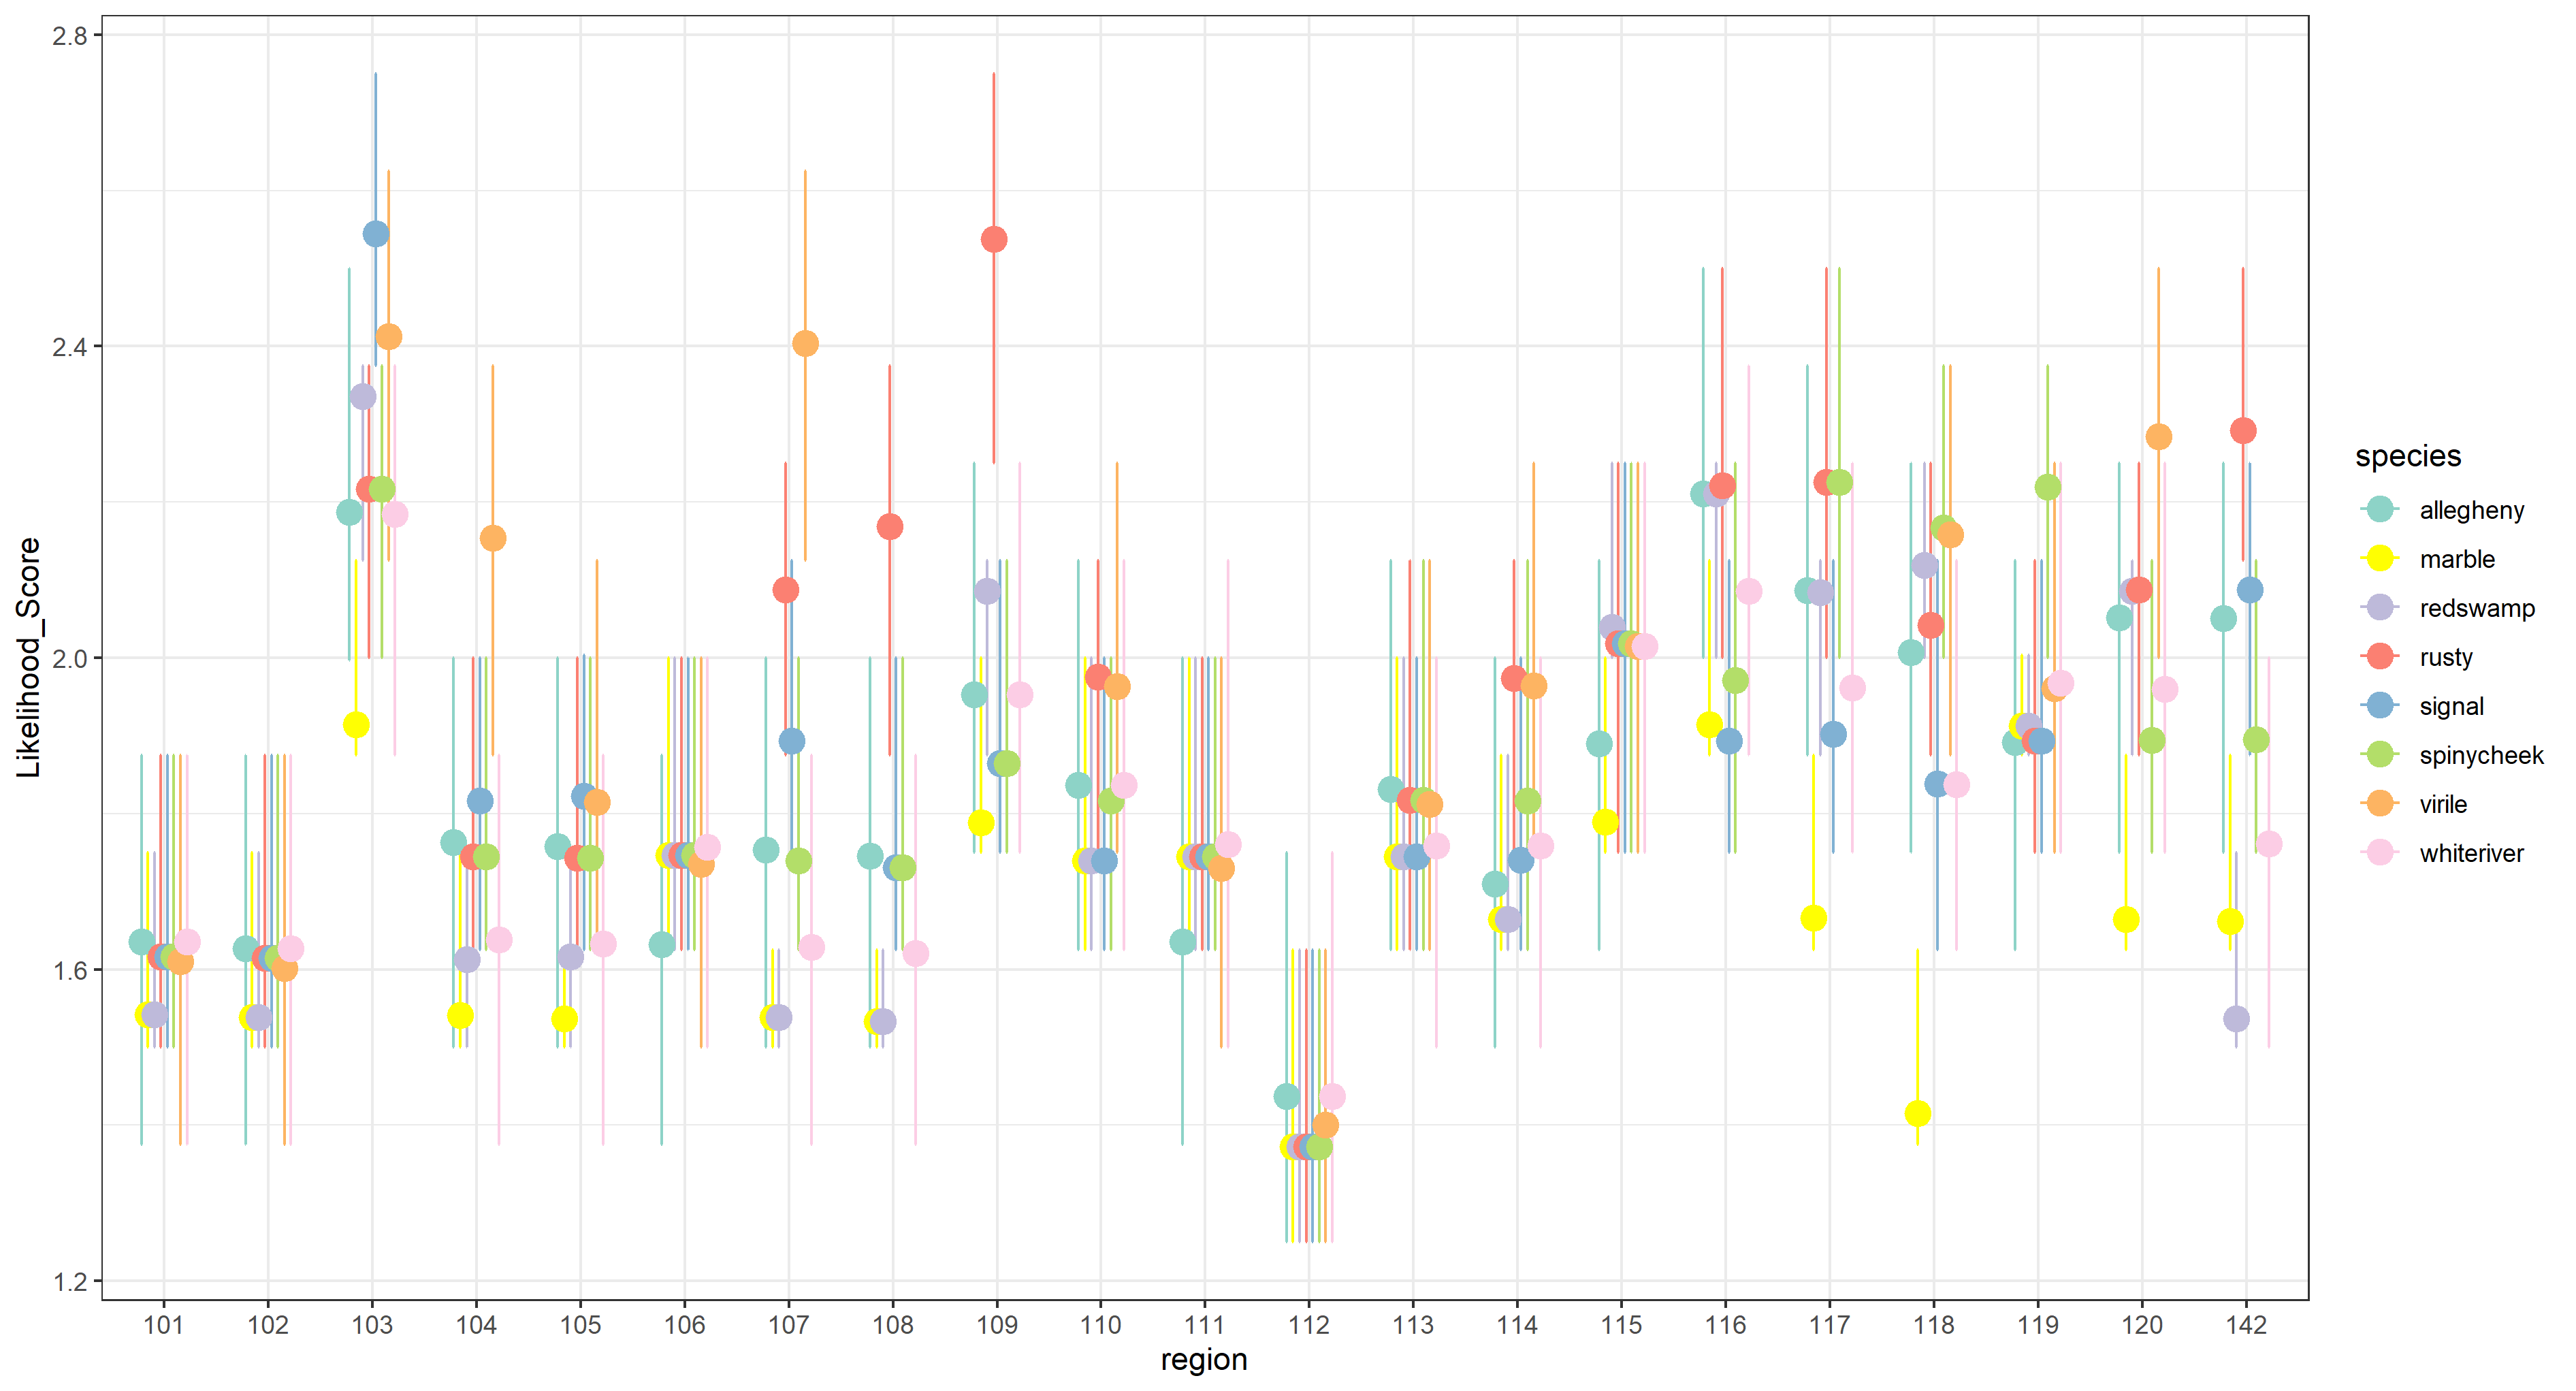 2.8
2.4
2.0
1.6
1.2
Likelihood_Score
101 102 103 104 105 106 107 108 109 110 111 112 113 114 115 116 117 118 119 120 142
region
species
allegheny
marble
redswamp
rusty
signal
spinycheek
virile
whiteriver